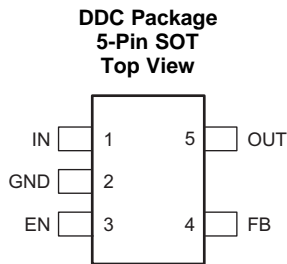 DDC Package
5-Pin SOT
Top View
IN 1 5 OUT
GND 2
EN 3 4 FB